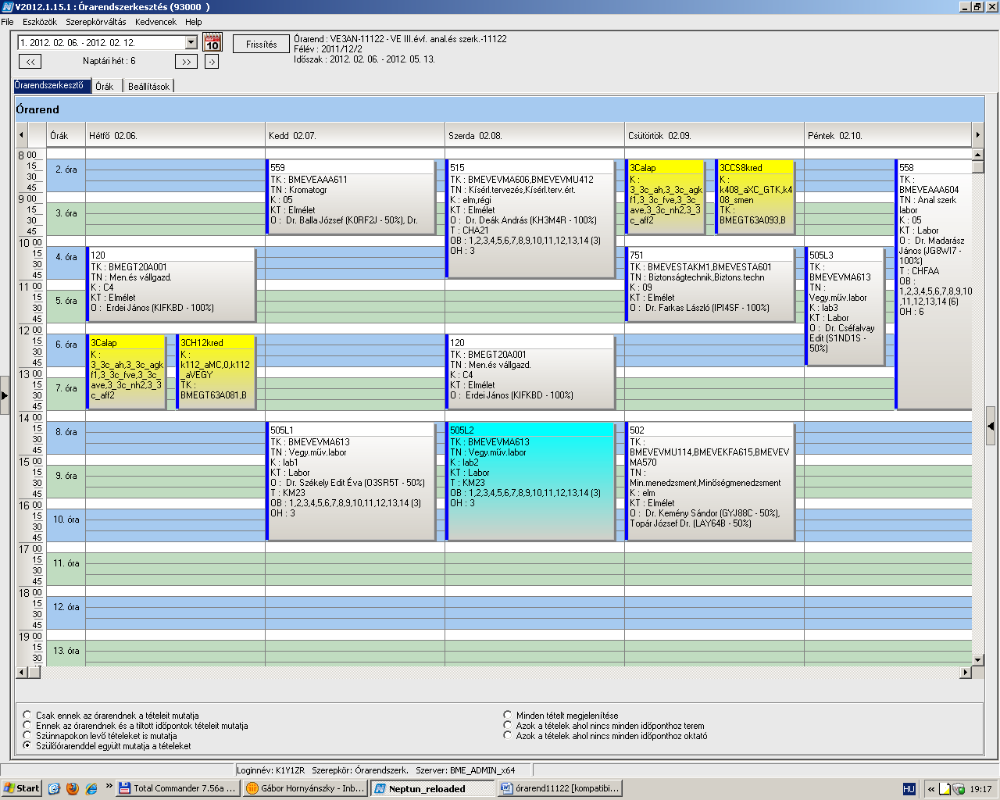 V2012.1.15.1 : Órarendszerkesztés (93000  )
File Eszközök Szerepkörváltás Kedvencek Help
1. 2012. 02. 06. - 2012. 02. 12.
10
Frissítés
<< Naptári hét : 6 >> ->
Órarend : VE3AN-11122 - VE III.évf. anal.és szerk.-11122
Félév : 2011/12/2
Időszak : 2012. 02. 06. - 2012. 05. 13.
Órarendszerkesztő Órák Beállítások
Órarend
Órák Hétfő 02.06. Kedd 02.07. Szerda 02.08. Csütörtök 02.09. Péntek 02.10.
8 00
15
30
45
9 00
15
30
45
10 00
15
30
45
11 00
15
30
45
12 00
15
30
45
13 00
15
30
45
14 00
15
30
45
15 00
15
30
45
16 00
15
30
45
17 00
15
30
45
18 00
15
30
45
19 00
15
30
2. óra
3. óra
4. óra
5. óra
6. óra
7. óra
8. óra
9. óra
10. óra
11. óra
12. óra
13. óra
120
TK : BMEGT20A001
TN : Men.és vállgazd.
K : C4
KT : Elmélet
O : Erdei János (KIFKBD - 100%)
3Calap
K :
3_3c_ah,3_3c_agk
f1,3_3c_fve,3_3c_
ave,3_3c_nh2,3_3
c_aff2
3CH12kred
K :
k112_aMC,0,k112
_aVEGY
TK :
BMEGT63A081,B
559
TK : BMEVEAAA611
TN : Kromatogr
K : 05
KT : Elmélet
O : Dr. Balla József (K0RF2J - 50%), Dr.
505L1
TK : BMEVEVMA613
TN : Vegy.műv.labor
K : lab1
KT : Labor
O : Dr. Székely Edit Éva (O3SR5T - 50%)
T : KM23
OB : 1,2,3,4,5,6,7,8,9,10,11,12,13,14 (3)
OH : 3
515
TK : BMEVEVMA606,BMEVEVMU412
TN : Kísérl.tervezés,Kísérl.terv.ért.
K : elm,régi
KT : Elmélet
O : Dr. Deák András (KH3M4R - 100%)
T : CHA21
OB : 1,2,3,4,5,6,7,8,9,10,11,12,13,14 (3)
OH : 3
120
TK : BMEGT20A001
TN : Men.és vállgazd.
K : C4
KT : Elmélet
O : Erdei János (KIFKBD - 100%)
505L2
TK : BMEVEVMA613
TN : Vegy.műv.labor
K : lab2
KT : Labor
T : KM23
OB : 1,2,3,4,5,6,7,8,9,10,11,12,13,14 (3)
OH : 3
3Calap
K :
3_3c_ah,3_3c_agk
f1,3_3c_fve,3_3c_
ave,3_3c_nh2,3_3
c_aff2
3CCS8kred
K :
k408_aXC_GTK,k4
08_smen
TK :
BMEGT63A093,B
751
TK : BMEVESTAKM1,BMEVESTA601
TN : Biztonságtechnik,Biztons.techn
K : 09
KT : Elmélet
O : Dr. Farkas László (IPI4SF - 100%)
502
TK :
BMEVEVMU114,BMEVEKFA615,BMEVEV
MA570
TN :
Min.menedzsment,Minőségmenedzsment
K : elm
KT : Elmélet
O : Dr. Kemény Sándor (GYJ88C - 50%),
Topár József Dr. (LAY64B - 50%)
505L3
TK :
BMEVEVMA613
TN :
Vegy.műv.labor
K : lab3
KT : Labor
O : Dr. Cséfalvay
Edit (S1ND1S -
50%)
558
TK :
BMEVEAAA604
TN : Anal szerk
labor
K : 05
KT : Labor
O : Dr. Madarász
János (JG8WI7 -
100%)
T : CHFAA
OB :
1,2,3,4,5,6,7,8,9,10
,11,12,13,14 (6)
OH : 6
Csak ennek az órarendnek a tételeit mutatja
Ennek az órarendnek és a tiltott időpontok tételeit mutatja
Szünnapokon levő tételeket is mutatja
Szülőórarenddel együtt mutatja a tételeket
Minden tételt megjelenítése
Azok a tételek ahol nincs minden időponthoz terem
Azok a tételek ahol nincs minden időponthoz oktató
Loginnév: K1Y1ZR Szerepkör: Órarendszerk. Szerver: BME_ADMIN_x64
Start » Total Commander 7.56a ... Gábor Hornyánszky - Inb... Neptun_reloaded órarend11122 [kompatibi... HU « 19:17